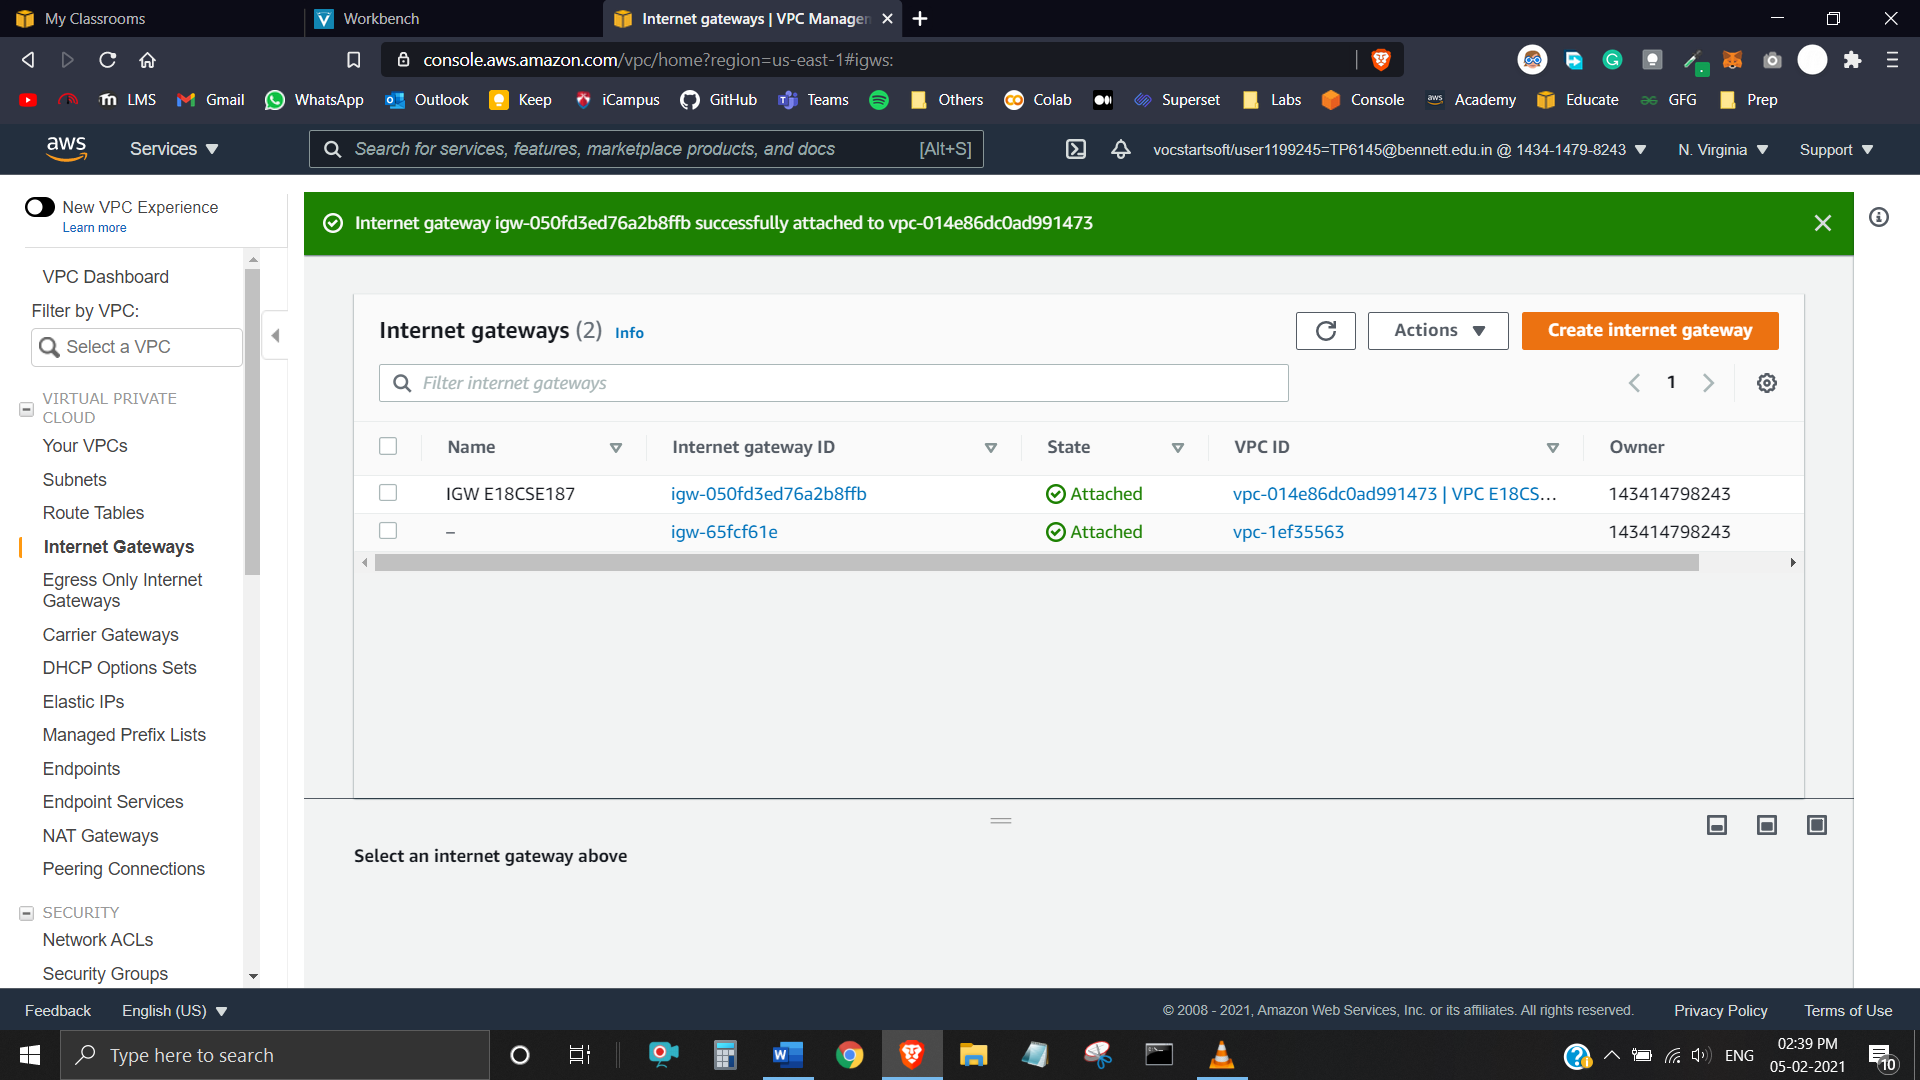 My Classrooms
Workbench
Internet gateways | VPC Manager
console.aws.amazon.com/vpc/home?region=us-east-1#igws:
LMS
Gmail
WhatsApp
Outlook
Keep
iCampus
GitHub
Teams
Others
Colab
Superset
Labs
Console
Academy
Educate
GFG
Prep
aws
Services
Search for services, features, marketplace products, and docs
[Alt+S]
vocstartsoft/user1199245=TP6145@bennett.edu.in @ 1434-1479-8243
N. Virginia
Support
New VPC Experience
Learn more
VPC Dashboard
Filter by VPC:
Select a VPC
VIRTUAL PRIVATE
CLOUD
Your VPCs
Subnets
Route Tables
Internet Gateways
Egress Only Internet
Gateways
Carrier Gateways
DHCP Options Sets
Elastic IPs
Managed Prefix Lists
Endpoints
Endpoint Services
NAT Gateways
Peering Connections
SECURITY
Network ACLs
Security Groups
Internet gateway igw-050fd3ed76a2b8ffb successfully attached to vpc-014e86dc0ad991473
Internet gateways (2) Info
Actions
Create internet gateway
Filter internet gateways
1
Name Internet gateway ID State VPC ID Owner
IGW E18CSE187 igw-050fd3ed76a2b8ffb Attached vpc-014e86dc0ad991473 | VPC E18CS... 143414798243
– igw-65fcf61e Attached vpc-1ef35563 143414798243
Select an internet gateway above
Feedback
English (US)
© 2008 - 2021, Amazon Web Services, Inc. or its affiliates. All rights reserved.
Privacy Policy
Terms of Use
Type here to search
ENG
02:39 PM
05-02-2021
10